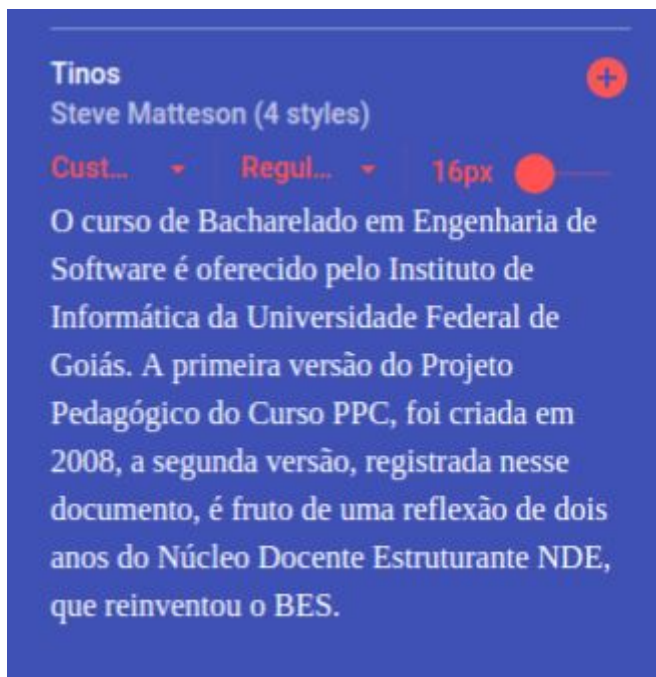 Tinos
Steve Matteson (4 styles)
Cust... Regul... 16px
O curso de Bacharelado em Engenharia de
Software é oferecido pelo Instituto de
Informática da Universidade Federal de
Goiás. A primeira versão do Projeto
Pedagógico do Curso PPC, foi criada em
2008, a segunda versão, registrada nesse
documento, é fruto de uma reflexão de dois
anos do Núcleo Docente Estruturante NDE,
que reinventou o BES.